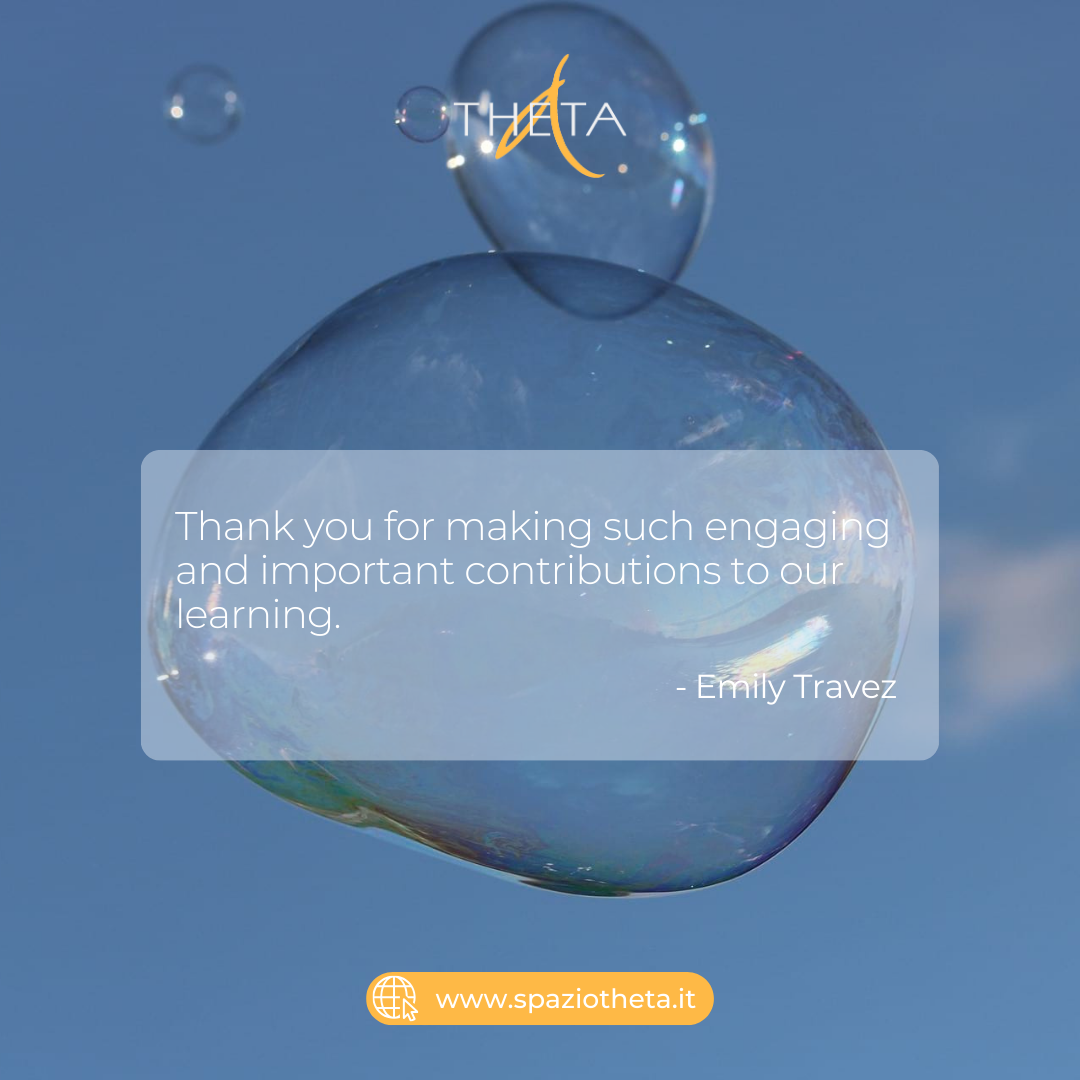 THETA
Thank you for making such engaging
and important contributions to our
learning.
- Emily Travez
www.spaziotheta.it